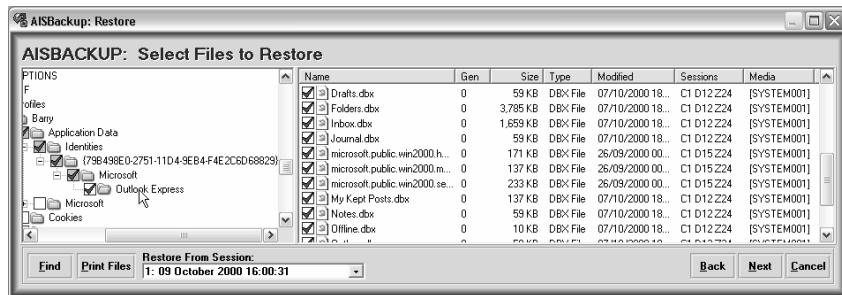 AISBackup: Restore
AISBACKUP: Select Files to Restore
PTIONS
F
rofiles
Barry
Application Data
Identities
{79B498E0-2751-11D4-9EB4-F4E2C6D68829}
Microsoft
Outlook Express
Microsoft
Cookies
Name Gen Size Type Modified Sessions Media
Drafts.dbx 0 59 KB DBX File 07/10/2000 18... C1 D12 Z24 [SYSTEM001]
Folders.dbx 0 3,785 KB DBX File 07/10/2000 18... C1 D12 Z24 [SYSTEM001]
Inbox.dbx 0 1,659 KB DBX File 07/10/2000 18... C1 D12 Z24 [SYSTEM001]
Journal.dbx 0 59 KB DBX File 07/10/2000 18... C1 D12 Z24 [SYSTEM001]
microsoft.public.win2000.h... 0 171 KB DBX File 26/09/2000 00... C1 D15 Z24 [SYSTEM001]
microsoft.public.win2000.m... 0 137 KB DBX File 26/09/2000 00... C1 D15 Z24 [SYSTEM001]
microsoft.public.win2000.se... 0 233 KB DBX File 26/09/2000 00... C1 D15 Z24 [SYSTEM001]
My Kept Posts.dbx 0 137 KB DBX File 07/10/2000 18... C1 D12 Z24 [SYSTEM001]
Notes.dbx 0 59 KB DBX File 07/10/2000 18... C1 D12 Z24 [SYSTEM001]
Offline.dbx 0 10 KB DBX File 07/10/2000 18... C1 D12 Z24 [SYSTEM001]
Find Print Files Restore From Session:
1: 09 October 2000 16:00:31
Back Next Cancel